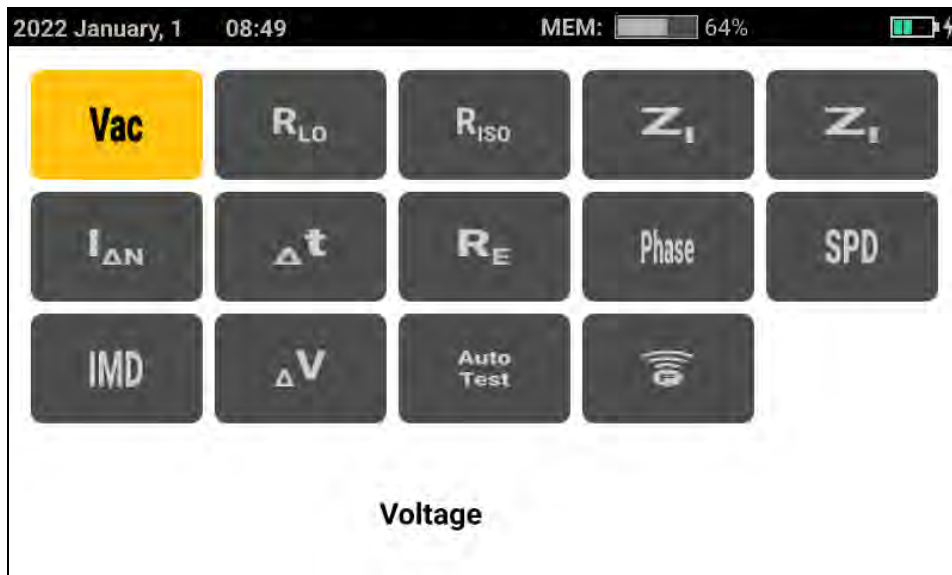 2022 January, 1 08:49 MEM: 64%
Vac RLO RISO ZI ZI
IΔN Δt RE Phase SPD
IMD ΔV Auto Test
Voltage